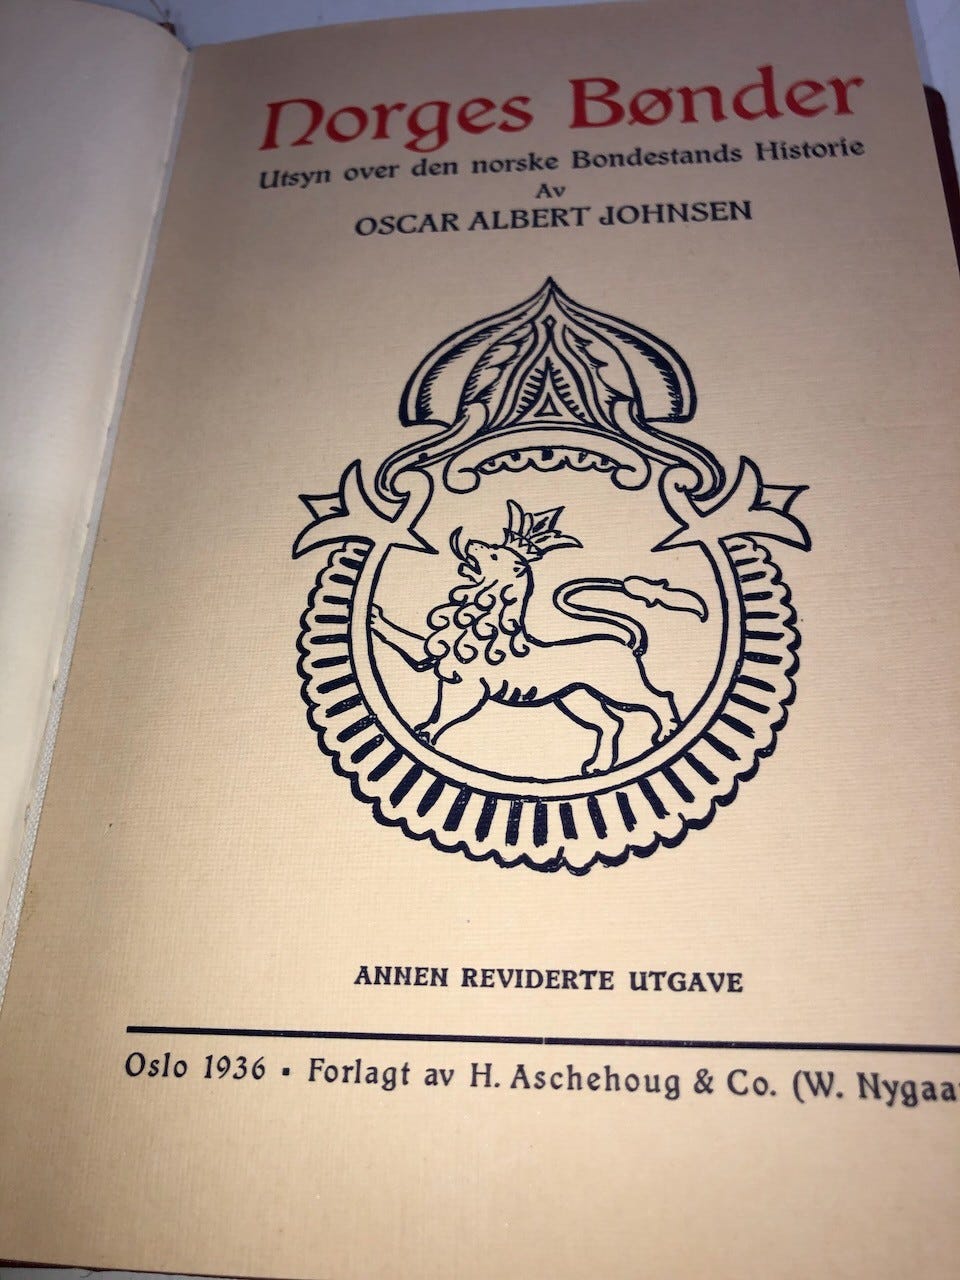 Norges Bønder
Utsyn over den norske Bondestands Historie
Av
OSCAR ALBERT JOHNSEN
ANNEN REVIDERTE UTGAVE
Oslo 1936 ▪ Forlagt av H. Aschehoug & Co. (W.